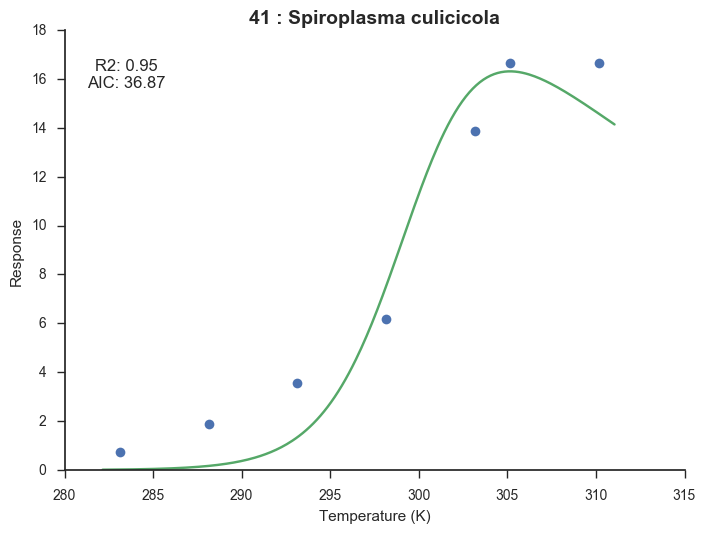 41 : Spiroplasma culicicola
R2: 0.95
AIC: 36.87
Response
18
16
14
12
10
8
6
4
2
0
280 285 290 295 300 305 310 315
Temperature (K)